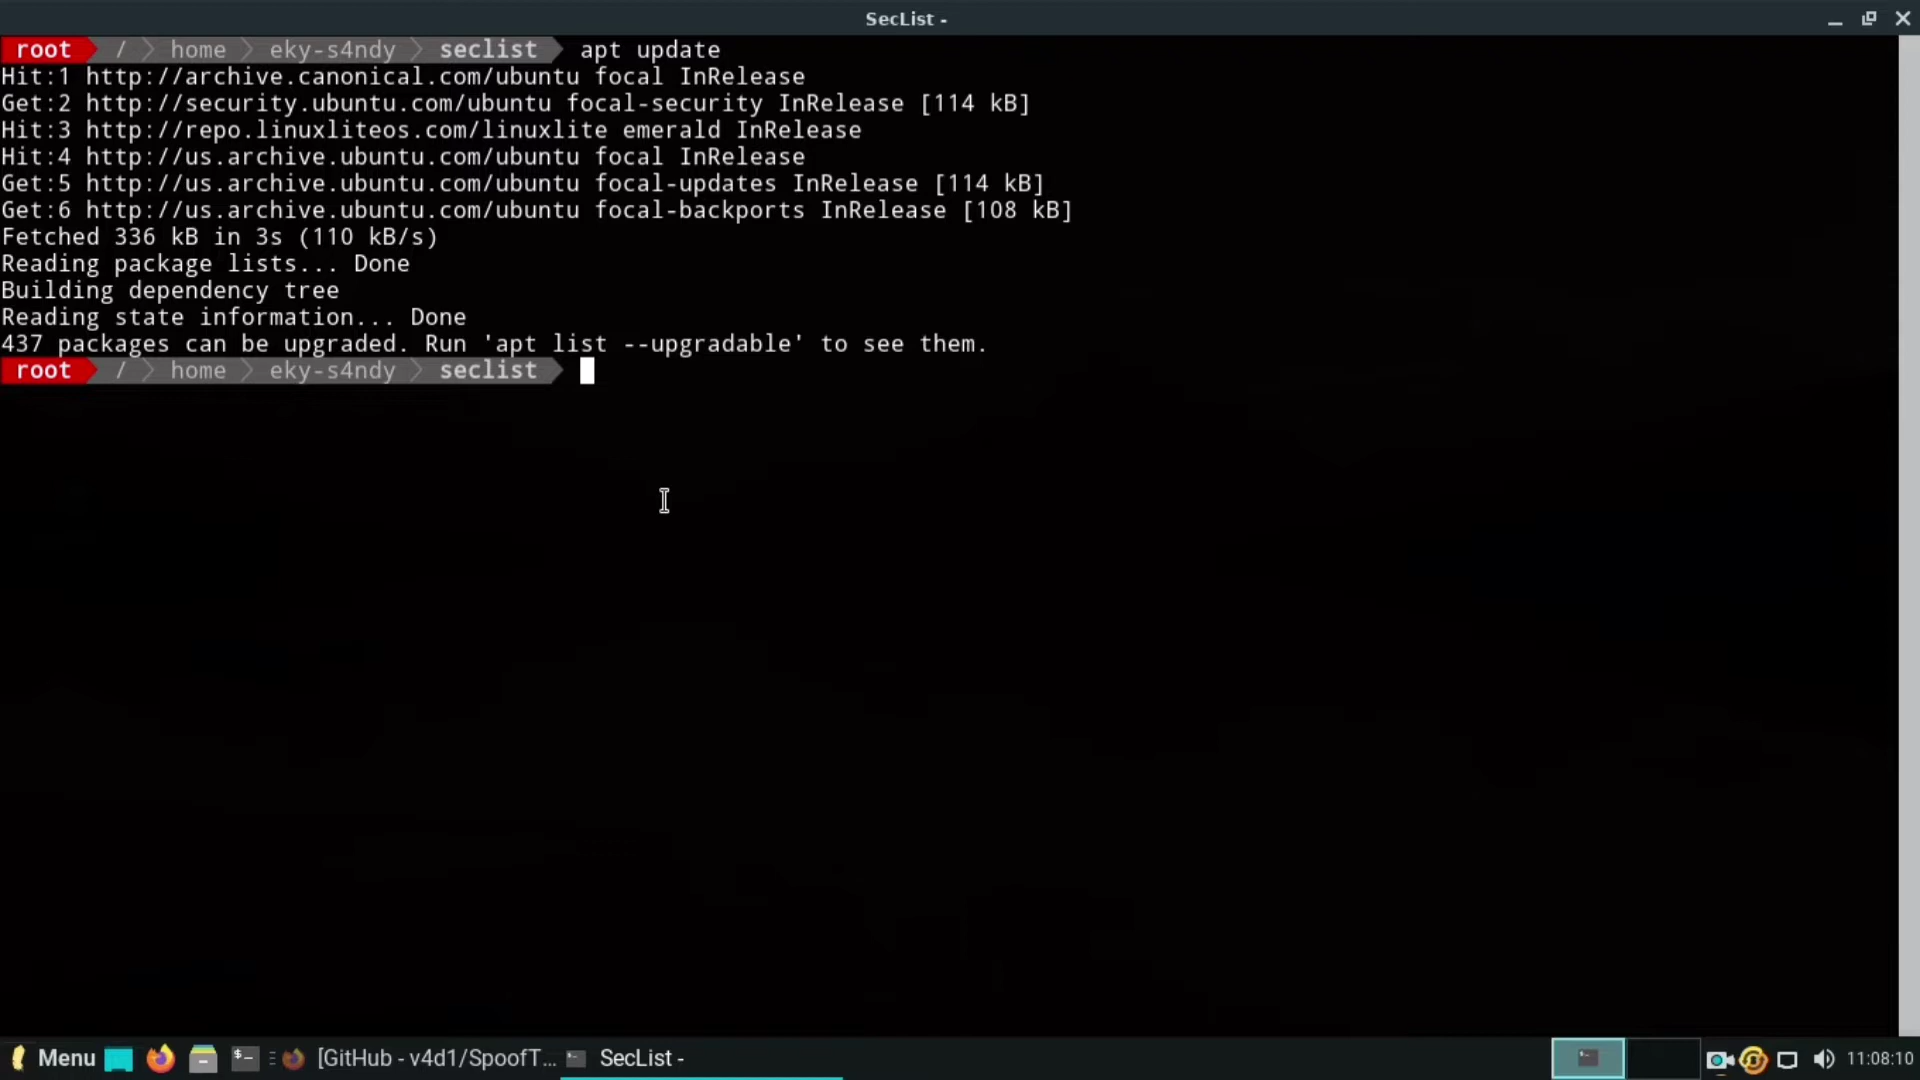 SecList -
root / home eky-s4ndy seclist apt update
Hit:1 http://archive.canonical.com/ubuntu focal InRelease
Get:2 http://security.ubuntu.com/ubuntu focal-security InRelease [114 kB]
Hit:3 http://repo.linuxliteos.com/linuxlite emerald InRelease
Hit:4 http://us.archive.ubuntu.com/ubuntu focal InRelease
Get:5 http://us.archive.ubuntu.com/ubuntu focal-updates InRelease [114 kB]
Get:6 http://us.archive.ubuntu.com/ubuntu focal-backports InRelease [108 kB]
Fetched 336 kB in 3s (110 kB/s)
Reading package lists... Done
Building dependency tree
Reading state information... Done
437 packages can be upgraded. Run 'apt list --upgradable' to see them.
root / home eky-s4ndy seclist
Menu [GitHub - v4d1/SpoofT... SecList - 11:08:10